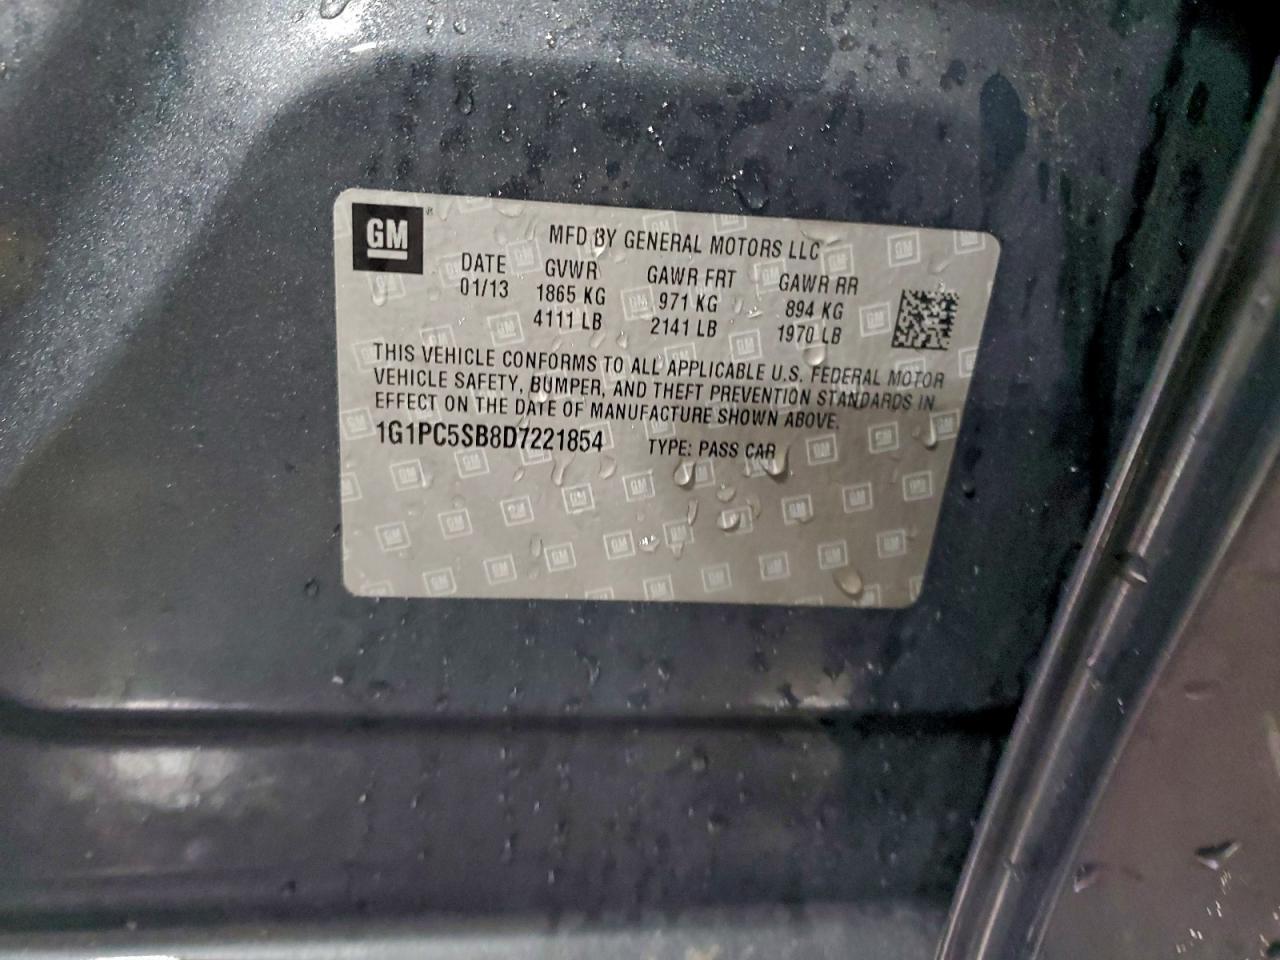 GM
MFD BY GENERAL MOTORS LLC
DATE GVWR GAWR FRT GAWR RR
01/13 1865 KG 971 KG 894 KG
4111 LB 2141 LB 1970 LB
THIS VEHICLE CONFORMS TO ALL APPLICABLE U.S. FEDERAL MOTOR
VEHICLE SAFETY, BUMPER, AND THEFT PREVENTION STANDARDS IN
EFFECT ON THE DATE OF MANUFACTURE SHOWN ABOVE.
1G1PC5SB8D7221854 TYPE: PASS CAR